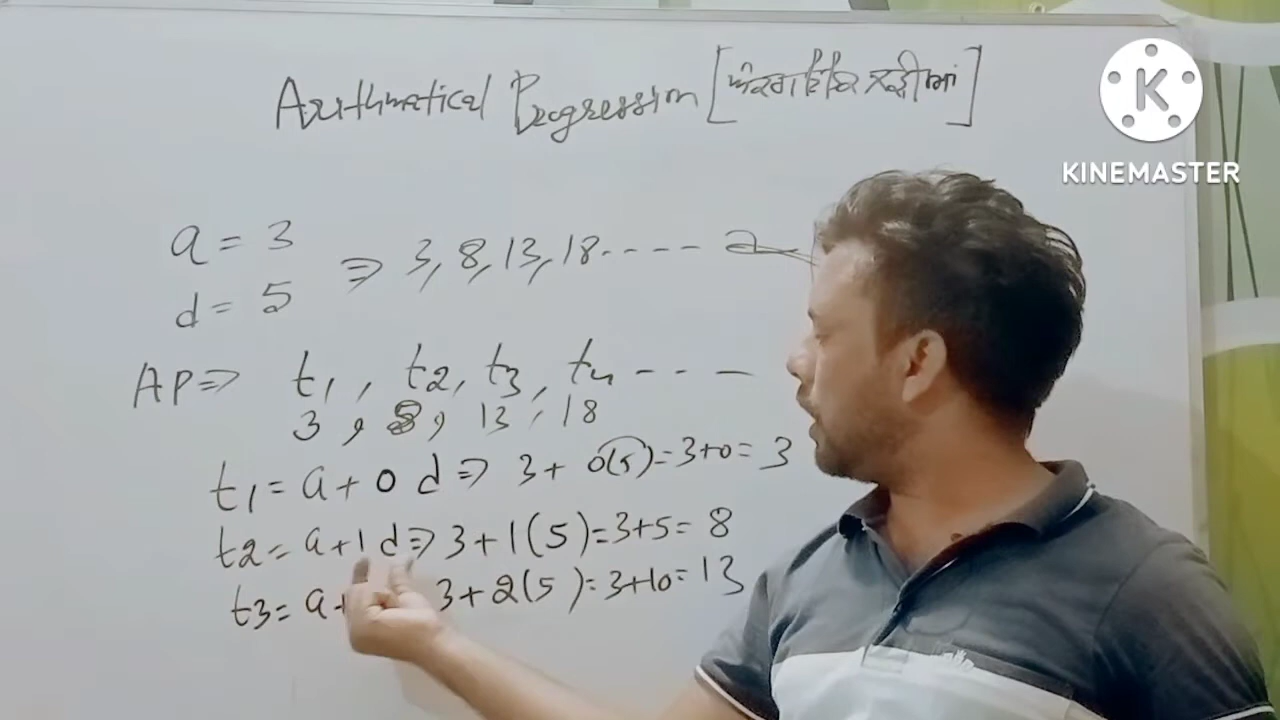 Arithmetical Progression [ਅੰਕਗਣਿਤਿਕ ਲੜੀਆਂ]
KINEMASTER
a = 3
d = 5
⇒ 3, 8, 13, 18 ----
AP ⇒ t1, t2, t3, t4 - - -
3, 8, 13, 18
t1 = a + 0 d ⇒ 3 + 0(5) = 3+0 = 3
t2 = a + 1 d ⇒ 3 + 1(5) = 3+5 = 8
t3 = a + 3 + 2(5) = 3+10 = 13